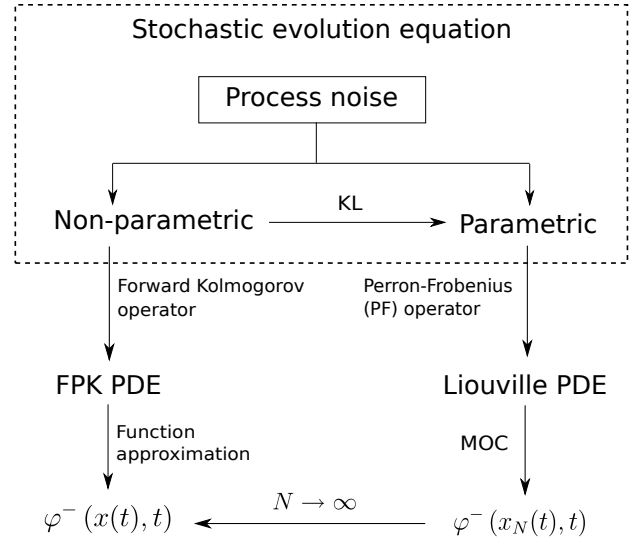 Stochastic evolution equation
Process noise
KL
Non-parametric
Parametric
Forward Kolmogorov
operator
Perron-Frobenius
(PF) operator
FPK PDE
Liouville PDE
Function
approximation
MOC
N → ∞
φ⁻ (x(t), t)
φ⁻ (x_N(t), t)